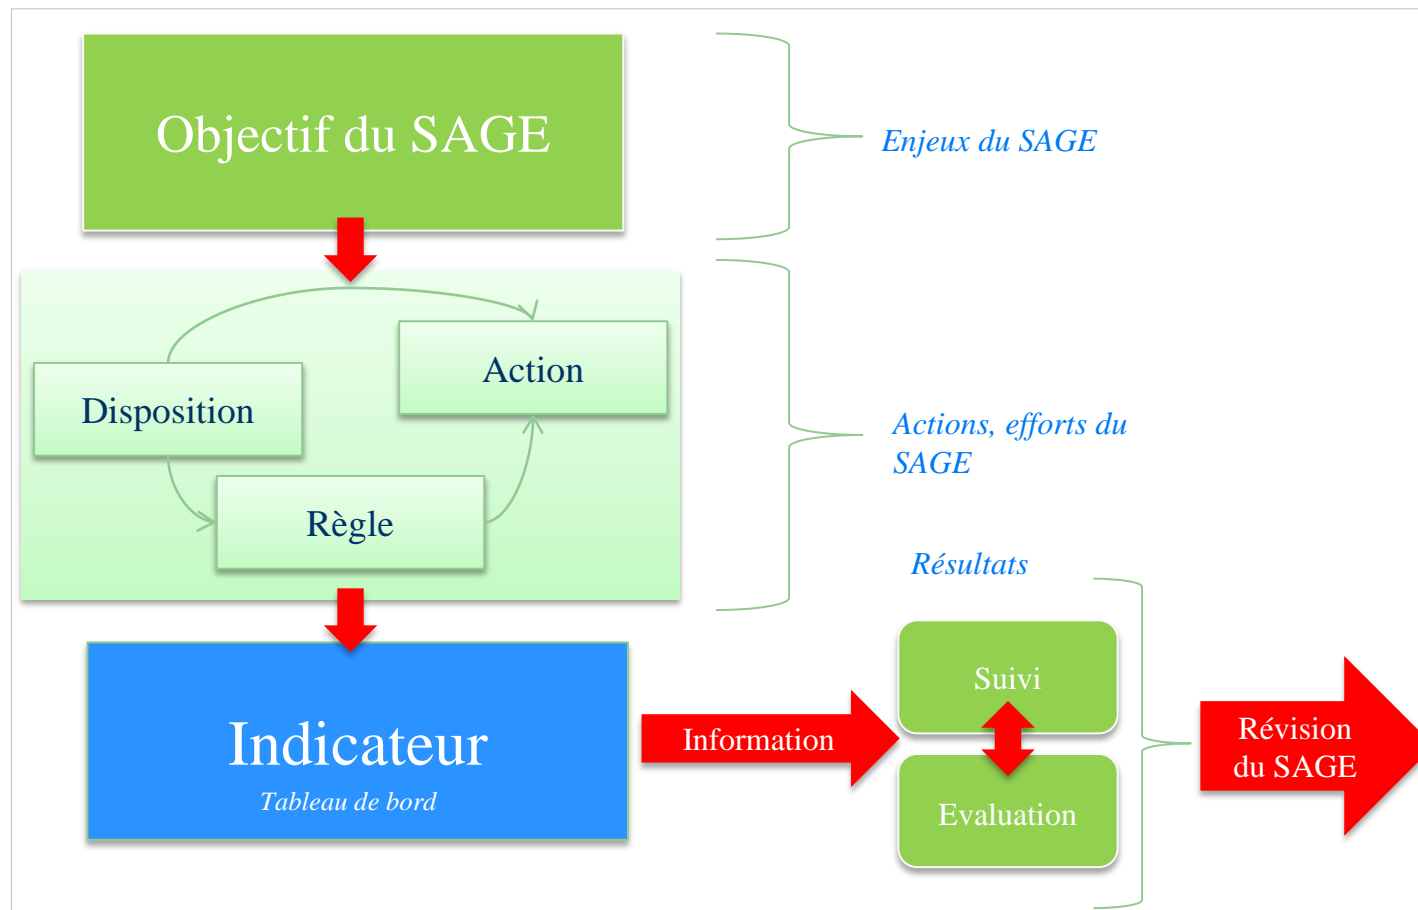 Objectif du SAGE
Enjeux du SAGE
Action
Disposition
Règle
Actions, efforts du
SAGE
Résultats
Indicateur
Tableau de bord
Information
Suivi
Evaluation
Révision
du SAGE